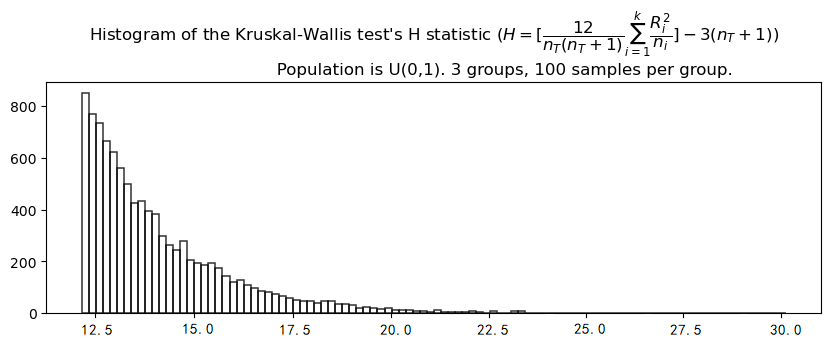 Histogram of the Kruskal-Wallis test's H statistic (H = [12/(n_T(n_T+1)) ∑_{i=1}^{k} R_i^2/n_i] − 3(n_T + 1))
Population is U(0,1). 3 groups, 100 samples per group.
800
600
400
200
0
12.5 15.0 17.5 20.0 22.5 25.0 27.5 30.0